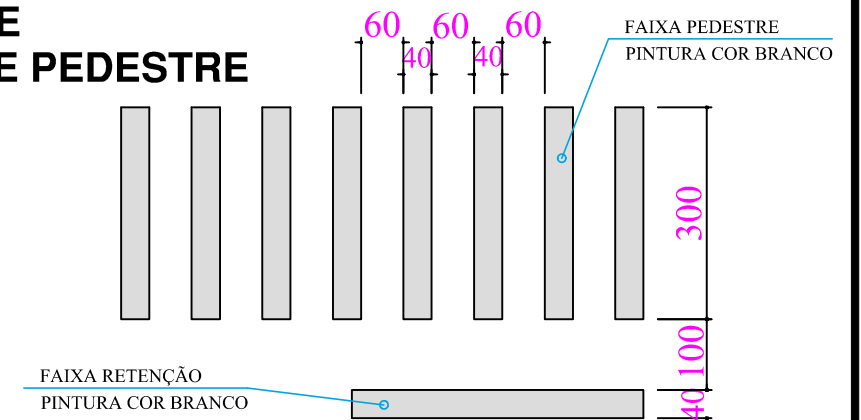 E
E PEDESTRE
60 60 60
40 40
FAIXA PEDESTRE
PINTURA COR BRANCO
300
100
40
FAIXA RETENÇÃO
PINTURA COR BRANCO